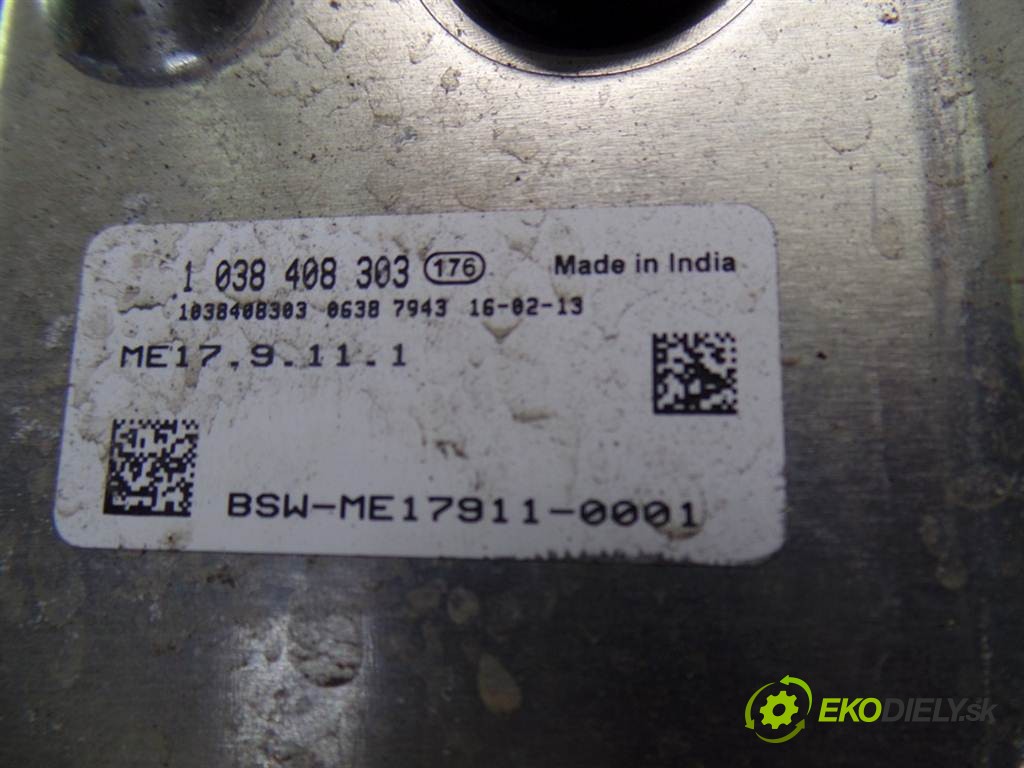 1 038 408 303 176 Made in India
1038408303 0638 7943 16-02-13
ME17.9.11.1
BSW-ME17911-0001
EKODIELY.sk